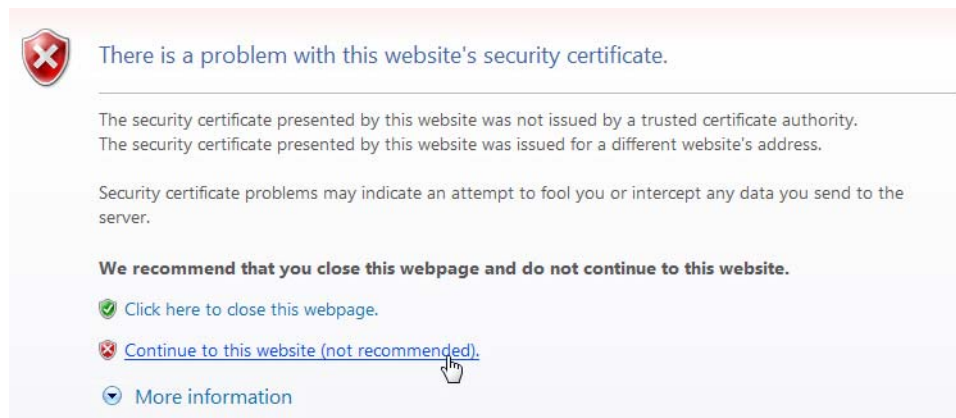 There is a problem with this website's security certificate.
The security certificate presented by this website was not issued by a trusted certificate authority.
The security certificate presented by this website was issued for a different website's address.
Security certificate problems may indicate an attempt to fool you or intercept any data you send to the
server.
We recommend that you close this webpage and do not continue to this website.
Click here to close this webpage.
Continue to this website (not recommended).
More information